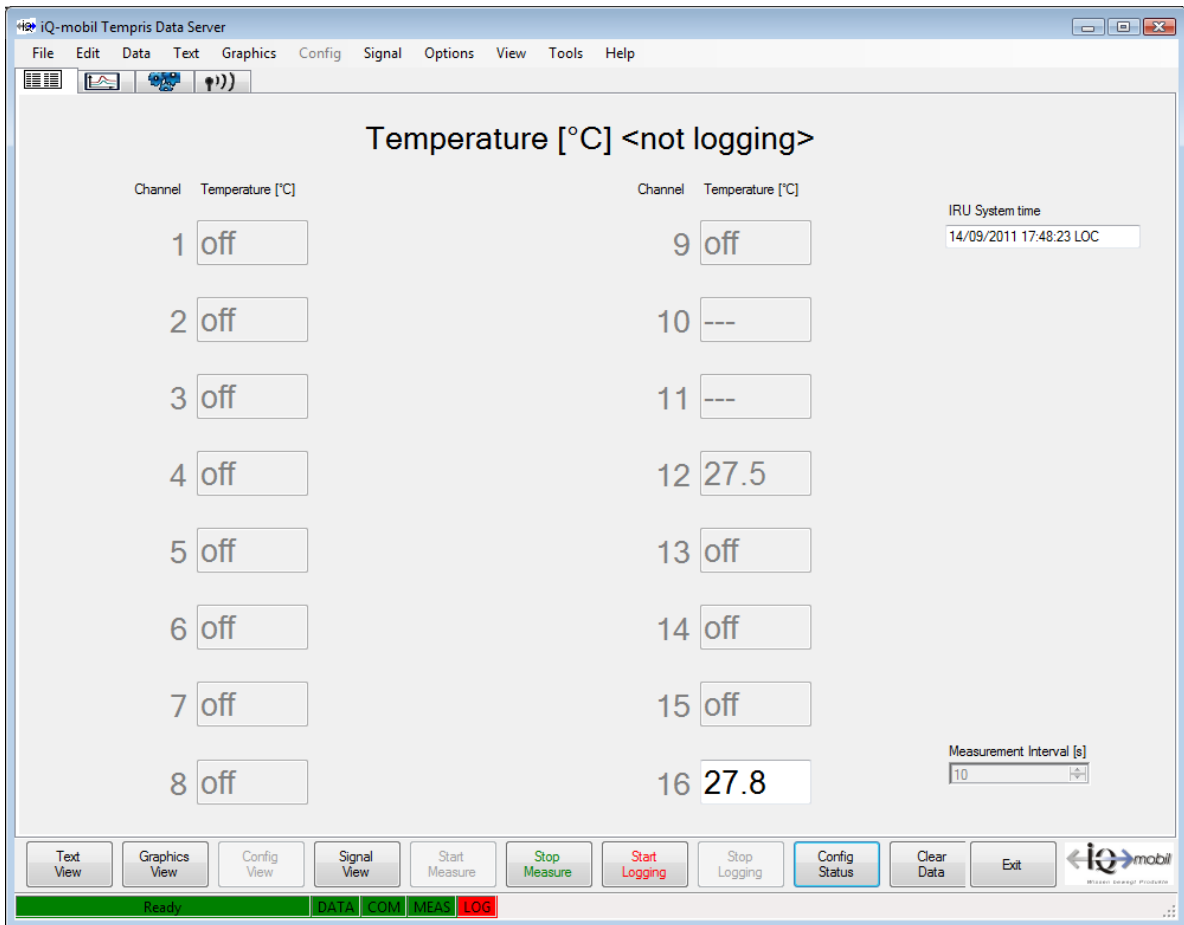 iQ-mobil Tempris Data Server
File Edit Data Text Graphics Config Signal Options View Tools Help
Temperature [°C] <not logging>
Channel Temperature [°C]
1 off
2 off
3 off
4 off
5 off
6 off
7 off
8 off
Channel Temperature [°C]
9 off
10 ---
11 ---
12 27.5
13 off
14 off
15 off
16 27.8
IRU System time
14/09/2011 17:48:23 LOC
Measurement Interval [s]
10
Text View
Graphics View
Config View
Signal View
Start Measure
Stop Measure
Start Logging
Stop Logging
Config Status
Clear Data
Exit
iQ mobil
Wissen bewegt Produkte
Ready DATA COM MEAS LOG